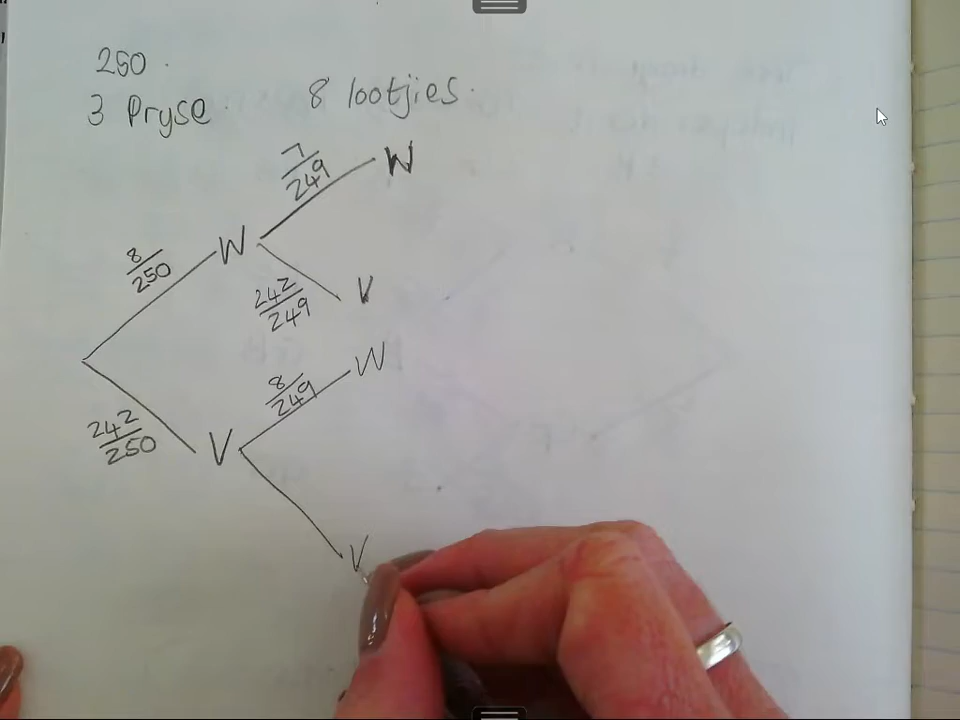 250.
3 Pryse. 8 lootjies.
7/249 W
8/250 W
242/249 V
8/249 W
242/250 V
V